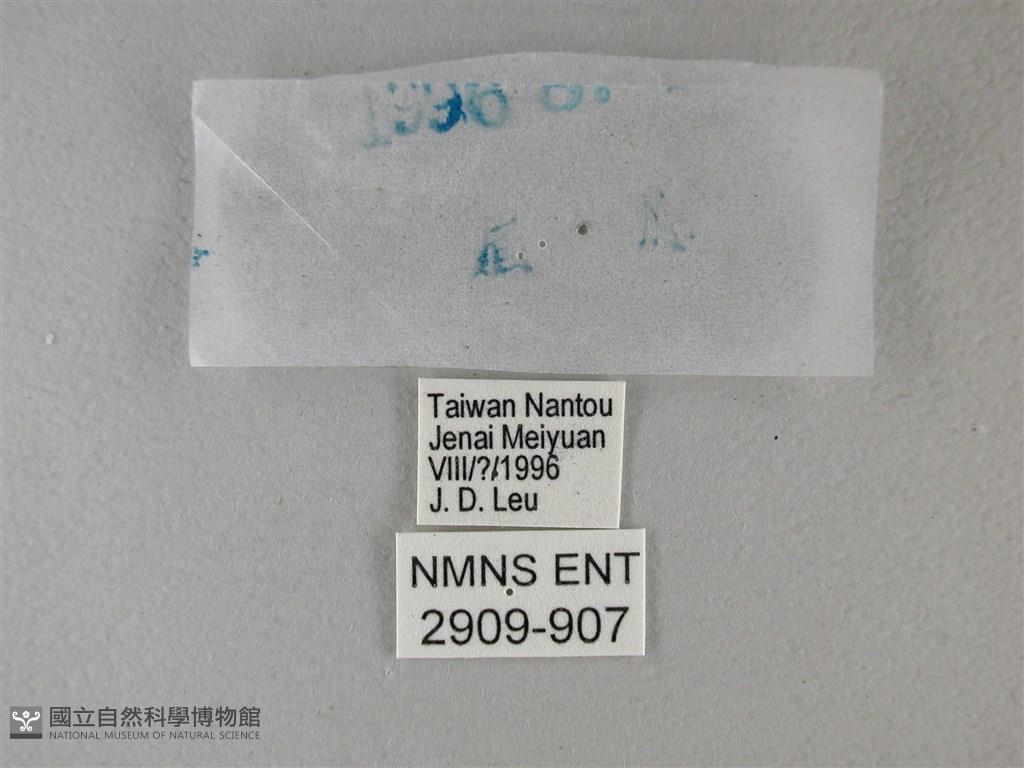 Taiwan Nantou
Jenai Meiyuan
VIII/?/1996
J. D. Leu
NMNS ENT
2909-907
國立自然科學博物館
NATIONAL MUSEUM OF NATURAL SCIENCE